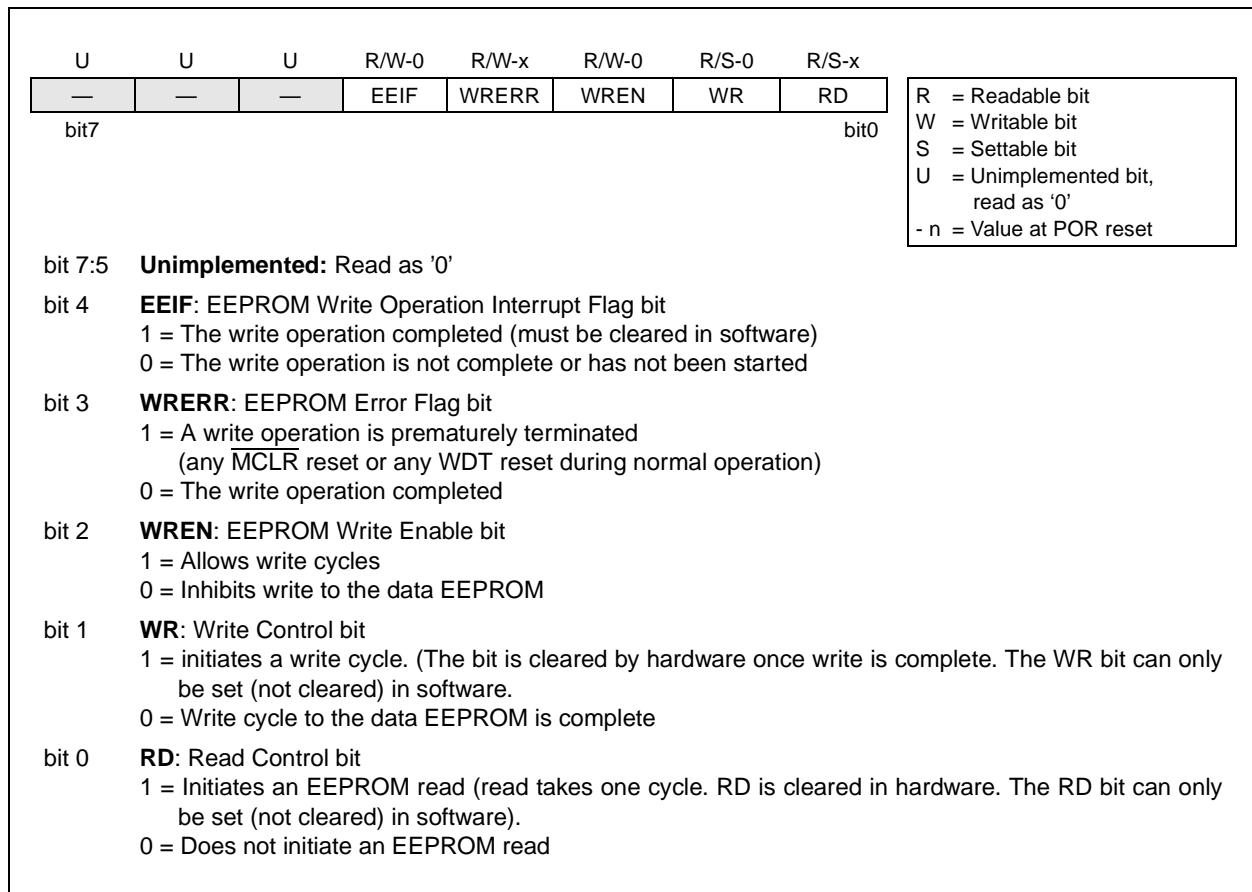 U U U R/W-0 R/W-x R/W-0 R/S-0 R/S-x
— — — EEIF WRERR WREN WR RD
bit7 bit0
R = Readable bit
W = Writable bit
S = Settable bit
U = Unimplemented bit,
read as ‘0’
- n = Value at POR reset
bit 7:5 Unimplemented: Read as '0'
bit 4 EEIF: EEPROM Write Operation Interrupt Flag bit
1 = The write operation completed (must be cleared in software)
0 = The write operation is not complete or has not been started
bit 3 WRERR: EEPROM Error Flag bit
1 = A write operation is prematurely terminated
(any MCLR reset or any WDT reset during normal operation)
0 = The write operation completed
bit 2 WREN: EEPROM Write Enable bit
1 = Allows write cycles
0 = Inhibits write to the data EEPROM
bit 1 WR: Write Control bit
1 = initiates a write cycle. (The bit is cleared by hardware once write is complete. The WR bit can only
be set (not cleared) in software.
0 = Write cycle to the data EEPROM is complete
bit 0 RD: Read Control bit
1 = Initiates an EEPROM read (read takes one cycle. RD is cleared in hardware. The RD bit can only
be set (not cleared) in software).
0 = Does not initiate an EEPROM read